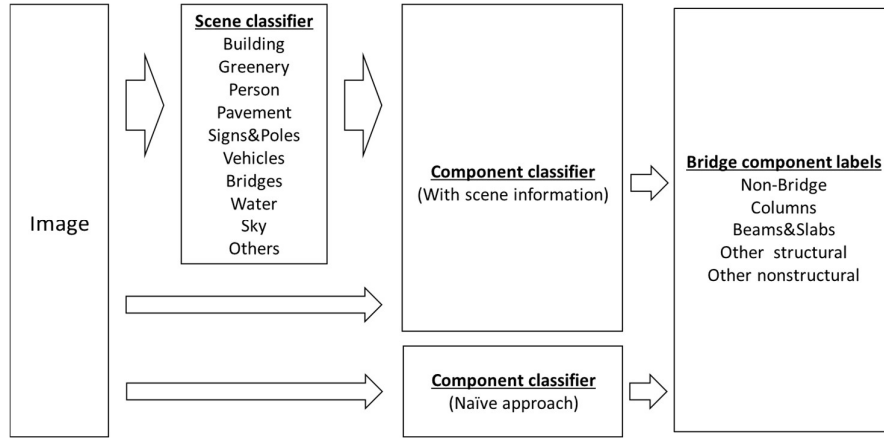 Image
Scene classifier
Building
Greenery
Person
Pavement
Signs&Poles
Vehicles
Bridges
Water
Sky
Others
Component classifier
(With scene information)
Component classifier
(Naïve approach)
Bridge component labels
Non-Bridge
Columns
Beams&Slabs
Other structural
Other nonstructural